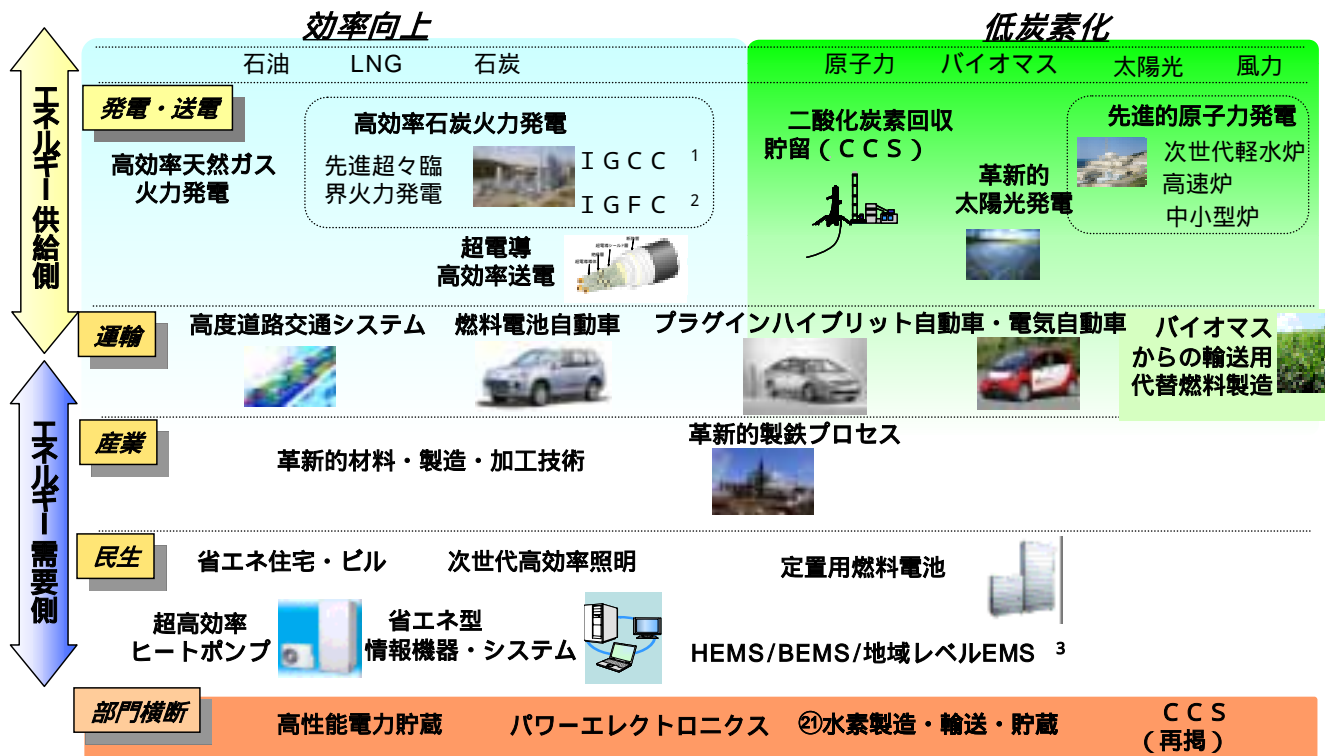 効率向上
低炭素化
石油
LNG
石炭
原子力
バイオマス
太陽光
風力
エネルギー供給側
発電・送電
高効率天然ガス
火力発電
高効率石炭火力発電
先進超々臨
界火力発電
ＩＧＣＣ 1
ＩＧＦＣ 2
超電導
高効率送電
二酸化炭素回収
貯留（ＣＣＳ）
革新的
太陽光発電
先進的原子力発電
次世代軽水炉
高速炉
中小型炉
運輸
高度道路交通システム
燃料電池自動車
プラグインハイブリット自動車・電気自動車
バイオマス
からの輸送用
代替燃料製造
エネルギー需要側
産業
革新的材料・製造・加工技術
革新的製鉄プロセス
民生
省エネ住宅・ビル
次世代高効率照明
定置用燃料電池
超高効率
ヒートポンプ
省エネ型
情報機器・システム
HEMS/BEMS/地域レベルEMS 3
部門横断
高性能電力貯蔵
パワーエレクトロニクス
㉑水素製造・輸送・貯蔵
ＣＣＳ
（再掲）